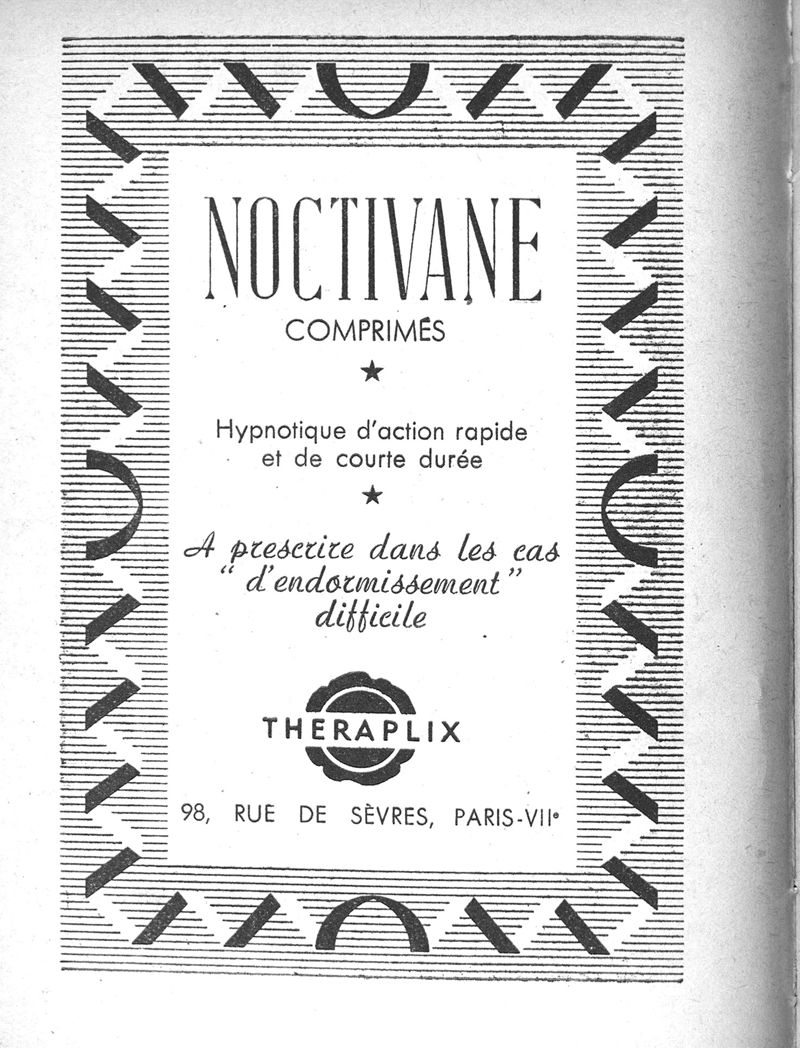 NOCTIVANE
COMPRIMÉS
Hypnotique d'action rapide
et de courte durée
A prescrire dans les cas
“ d'endormissement ”
difficile
THERAPLIX
98, RUE DE SÈVRES, PARIS-VIIe